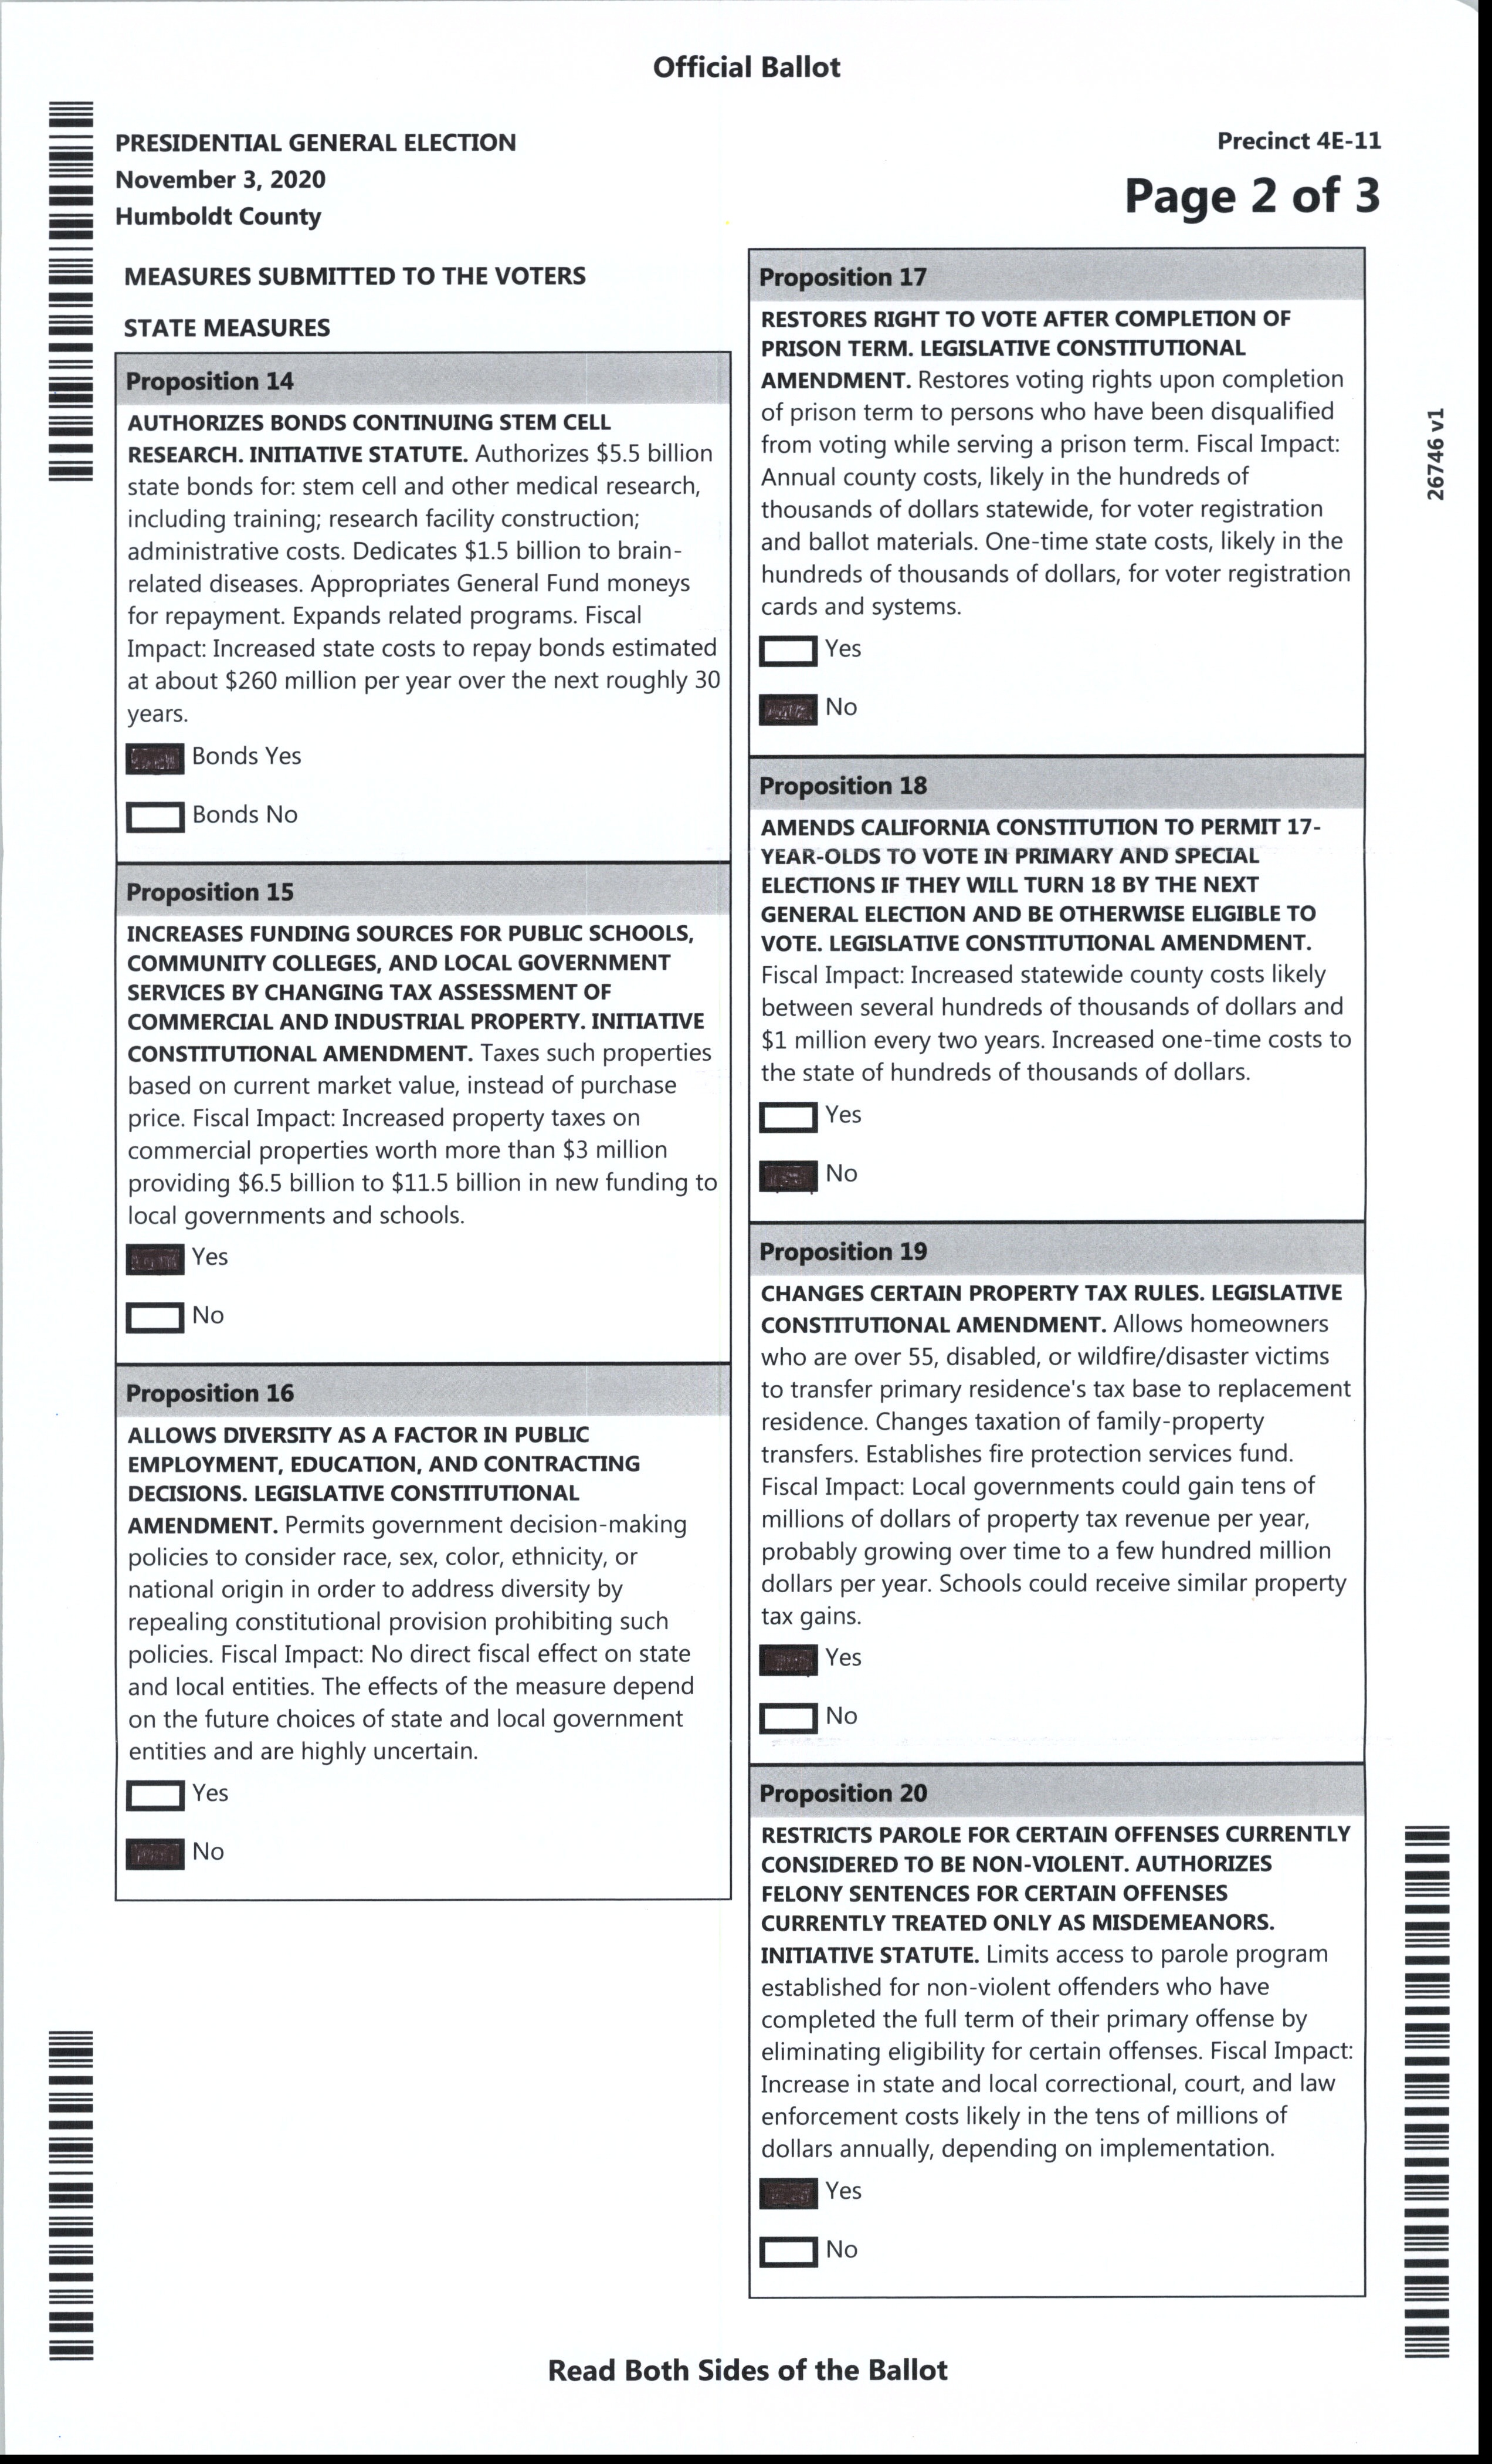 Official Ballot
PRESIDENTIAL GENERAL ELECTION
November 3, 2020
Humboldt County
Precinct 4E-11
Page 2 of 3
MEASURES SUBMITTED TO THE VOTERS
STATE MEASURES
Proposition 14
AUTHORIZES BONDS CONTINUING STEM CELL
RESEARCH. INITIATIVE STATUTE. Authorizes $5.5 billion
state bonds for: stem cell and other medical research,
including training; research facility construction;
administrative costs. Dedicates $1.5 billion to brain-
related diseases. Appropriates General Fund moneys
for repayment. Expands related programs. Fiscal
Impact: Increased state costs to repay bonds estimated
at about $260 million per year over the next roughly 30
years.
Bonds Yes
Bonds No
Proposition 15
INCREASES FUNDING SOURCES FOR PUBLIC SCHOOLS,
COMMUNITY COLLEGES, AND LOCAL GOVERNMENT
SERVICES BY CHANGING TAX ASSESSMENT OF
COMMERCIAL AND INDUSTRIAL PROPERTY. INITIATIVE
CONSTITUTIONAL AMENDMENT. Taxes such properties
based on current market value, instead of purchase
price. Fiscal Impact: Increased property taxes on
commercial properties worth more than $3 million
providing $6.5 billion to $11.5 billion in new funding to
local governments and schools.
Yes
No
Proposition 16
ALLOWS DIVERSITY AS A FACTOR IN PUBLIC
EMPLOYMENT, EDUCATION, AND CONTRACTING
DECISIONS. LEGISLATIVE CONSTITUTIONAL
AMENDMENT. Permits government decision-making
policies to consider race, sex, color, ethnicity, or
national origin in order to address diversity by
repealing constitutional provision prohibiting such
policies. Fiscal Impact: No direct fiscal effect on state
and local entities. The effects of the measure depend
on the future choices of state and local government
entities and are highly uncertain.
Yes
No
Proposition 17
RESTORES RIGHT TO VOTE AFTER COMPLETION OF
PRISON TERM. LEGISLATIVE CONSTITUTIONAL
AMENDMENT. Restores voting rights upon completion
of prison term to persons who have been disqualified
from voting while serving a prison term. Fiscal Impact:
Annual county costs, likely in the hundreds of
thousands of dollars statewide, for voter registration
and ballot materials. One-time state costs, likely in the
hundreds of thousands of dollars, for voter registration
cards and systems.
Yes
No
Proposition 18
AMENDS CALIFORNIA CONSTITUTION TO PERMIT 17-
YEAR-OLDS TO VOTE IN PRIMARY AND SPECIAL
ELECTIONS IF THEY WILL TURN 18 BY THE NEXT
GENERAL ELECTION AND BE OTHERWISE ELIGIBLE TO
VOTE. LEGISLATIVE CONSTITUTIONAL AMENDMENT.
Fiscal Impact: Increased statewide county costs likely
between several hundreds of thousands of dollars and
$1 million every two years. Increased one-time costs to
the state of hundreds of thousands of dollars.
Yes
No
Proposition 19
CHANGES CERTAIN PROPERTY TAX RULES. LEGISLATIVE
CONSTITUTIONAL AMENDMENT. Allows homeowners
who are over 55, disabled, or wildfire/disaster victims
to transfer primary residence's tax base to replacement
residence. Changes taxation of family-property
transfers. Establishes fire protection services fund.
Fiscal Impact: Local governments could gain tens of
millions of dollars of property tax revenue per year,
probably growing over time to a few hundred million
dollars per year. Schools could receive similar property
tax gains.
Yes
No
Proposition 20
RESTRICTS PAROLE FOR CERTAIN OFFENSES CURRENTLY
CONSIDERED TO BE NON-VIOLENT. AUTHORIZES
FELONY SENTENCES FOR CERTAIN OFFENSES
CURRENTLY TREATED ONLY AS MISDEMEANORS.
INITIATIVE STATUTE. Limits access to parole program
established for non-violent offenders who have
completed the full term of their primary offense by
eliminating eligibility for certain offenses. Fiscal Impact:
Increase in state and local correctional, court, and law
enforcement costs likely in the tens of millions of
dollars annually, depending on implementation.
Yes
No
26746 v1
Read Both Sides of the Ballot